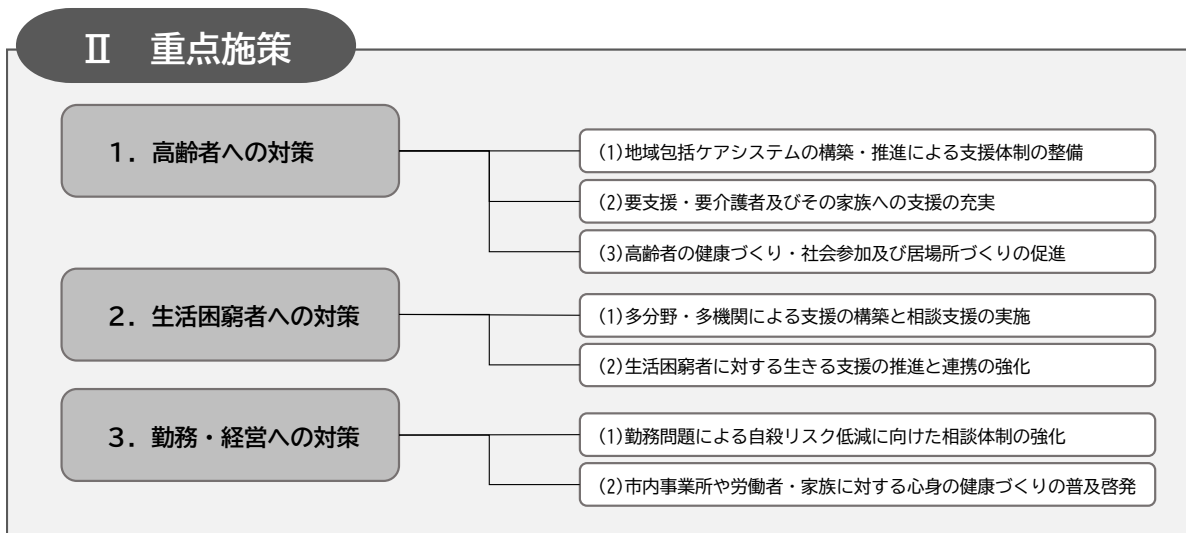 Ⅱ　重点施策
１．高齢者への対策
(1)地域包括ケアシステムの構築・推進による支援体制の整備
(2)要支援・要介護者及びその家族への支援の充実
(3)高齢者の健康づくり・社会参加及び居場所づくりの促進
２．生活困窮者への対策
(1)多分野・多機関による支援の構築と相談支援の実施
(2)生活困窮者に対する生きる支援の推進と連携の強化
３．勤務・経営への対策
(1)勤務問題による自殺リスク低減に向けた相談体制の強化
(2)市内事業所や労働者・家族に対する心身の健康づくりの普及啓発